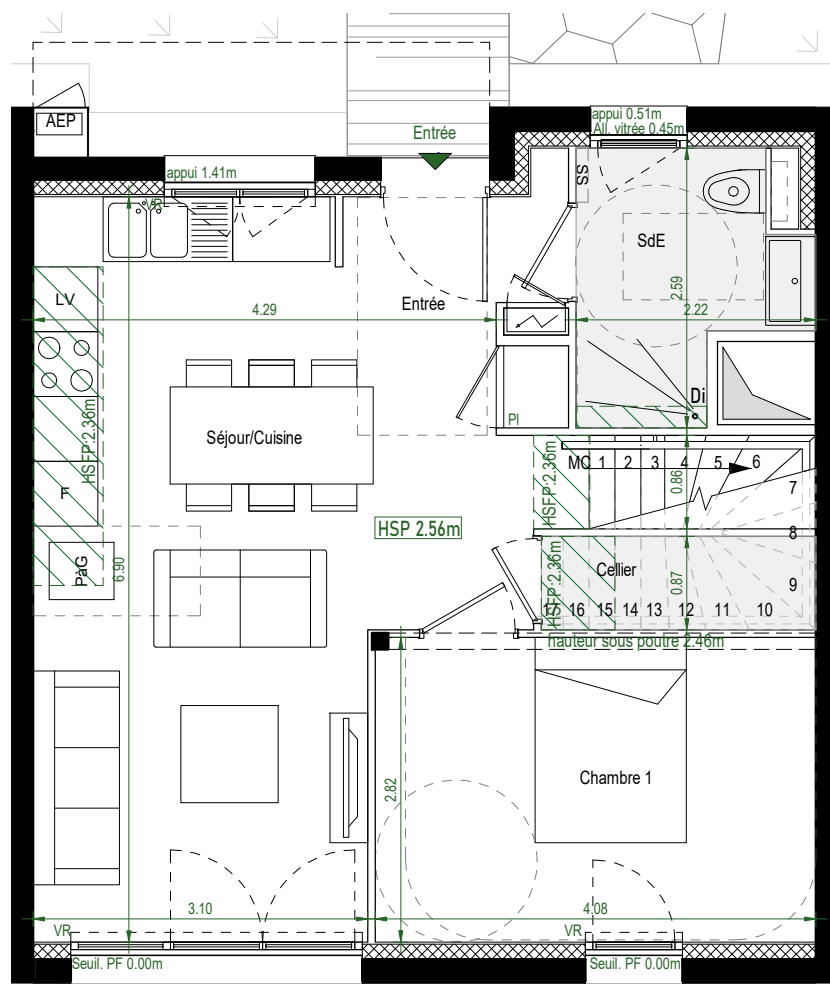 AEP
Entrée
appui 0.51m
All. vitrée 0.45m
appui 1.41m
VR
SS
SdE
LV
4.29
Entrée
2.59
2.22
HSFP:2.36m
Séjour/Cuisine
Pl
Di
F
HSP 2.56m
HSFP:2.36m
MC 1 2 3 4 5 6
0.86
7
8
PàG
6.90
HSFP:2.36m
Cellier
0.87
9
17 16 15 14 13 12 11 10
hauteur sous poutre 2.46m
Chambre 1
2.82
3.10
4.08
VR
VR
Seuil. PF 0.00m
Seuil. PF 0.00m